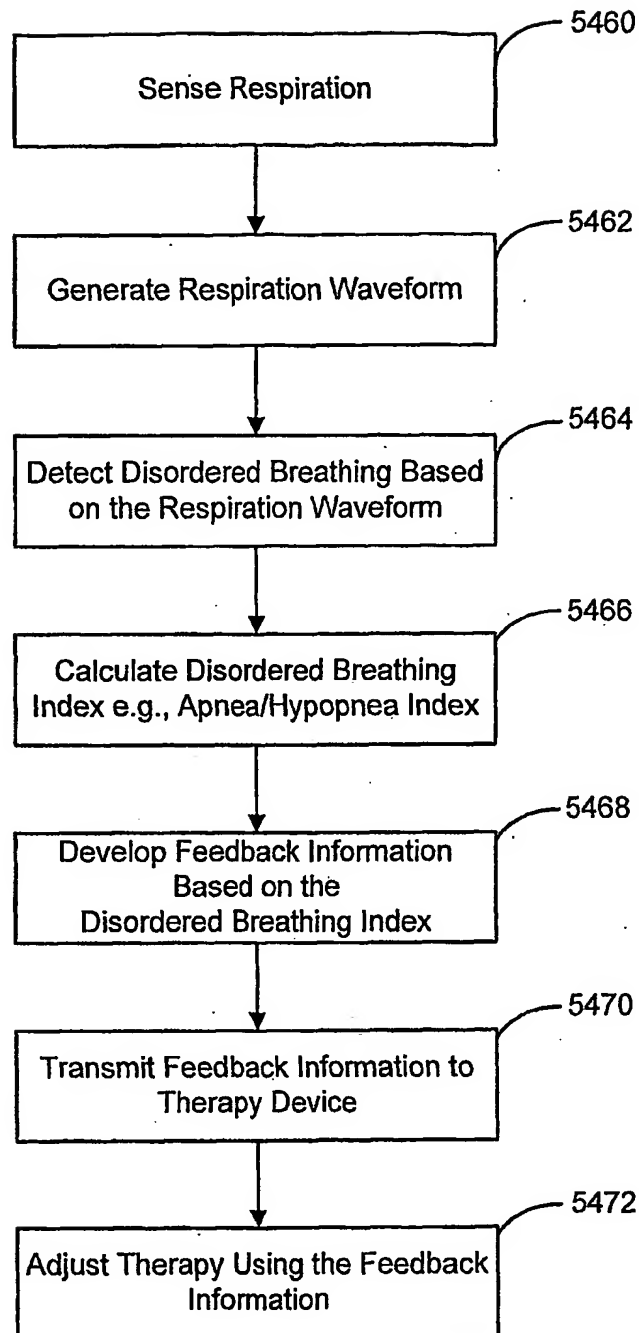 5460
Sense Respiration
5462
Generate Respiration Waveform
5464
Detect Disordered Breathing Based
on the Respiration Waveform
5466
Calculate Disordered Breathing
Index e.g., Apnea/Hypopnea Index
5468
Develop Feedback Information
Based on the
Disordered Breathing Index
5470
Transmit Feedback Information to
Therapy Device
5472
Adjust Therapy Using the Feedback
Information